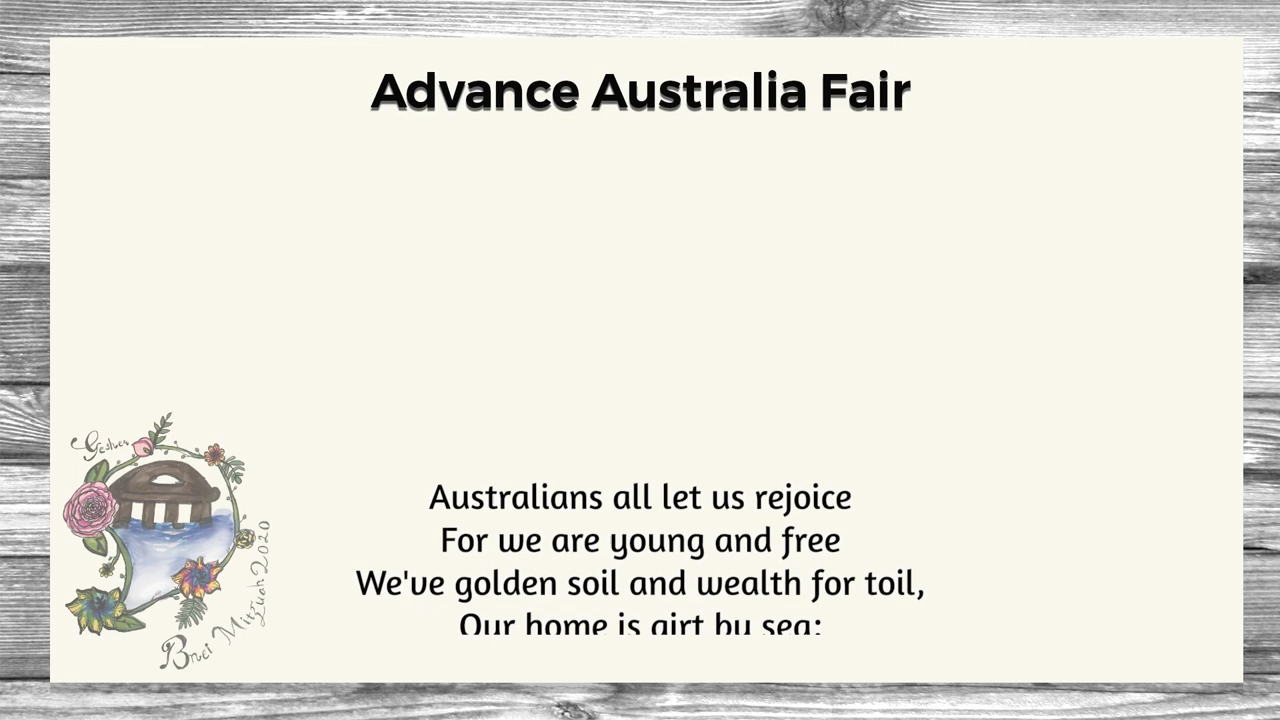 Advance Australia Fair
Australians all let us rejoice
For we are young and free
We've golden soil and wealth for toil,
Our home is girt by sea;
Bnei Mitzvah 2020